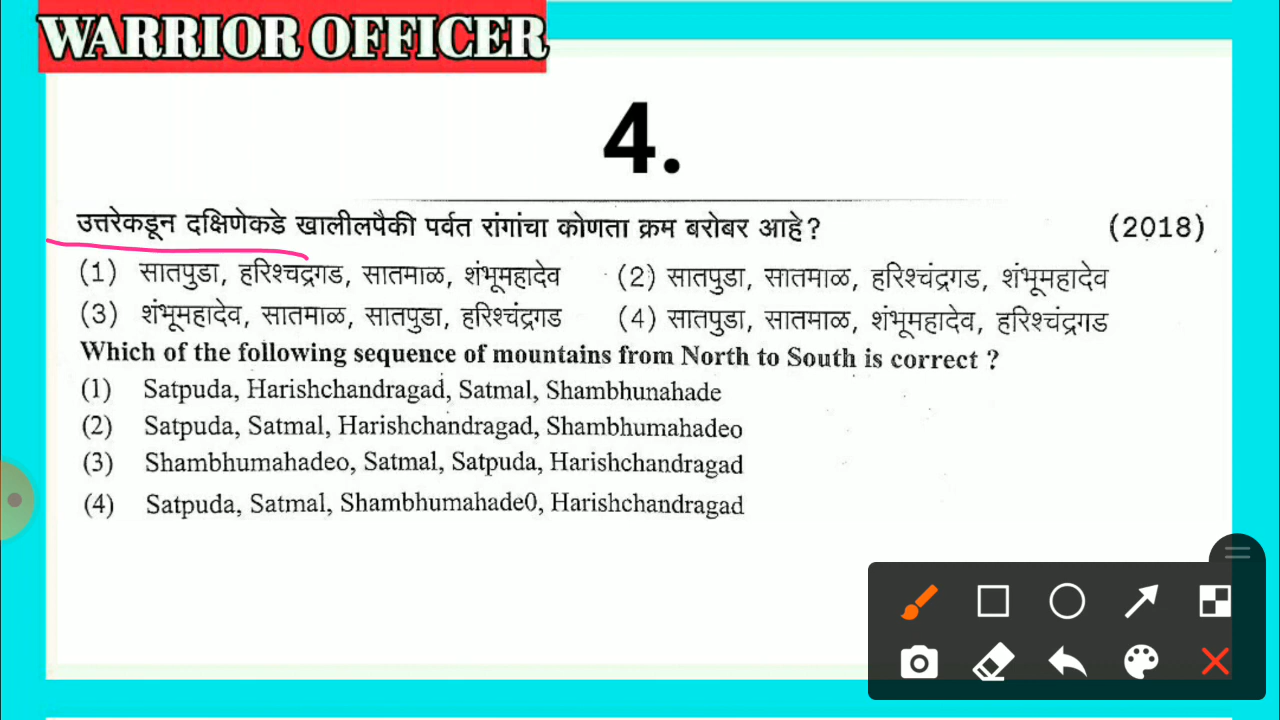 WARRIOR OFFICER
4.
उत्तरेकडून दक्षिणेकडे खालीलपैकी पर्वत रांगांचा कोणता क्रम बरोबर आहे? (2018)
(1) सातपुडा, हरिश्चद्रगड, सातमाळ, शंभूमहादेव (2) सातपुडा, सातमाळ, हरिश्चंद्रगड, शंभूमहादेव
(3) शंभूमहादेव, सातमाळ, सातपुडा, हरिश्चंद्रगड (4) सातपुडा, सातमाळ, शंभूमहादेव, हरिश्चंद्रगड
Which of the following sequence of mountains from North to South is correct ?
(1) Satpuda, Harishchandragad, Satmal, Shambhunahade
(2) Satpuda, Satmal, Harishchandragad, Shambhumahadeo
(3) Shambhumahadeo, Satmal, Satpuda, Harishchandragad
(4) Satpuda, Satmal, Shambhumahade0, Harishchandragad